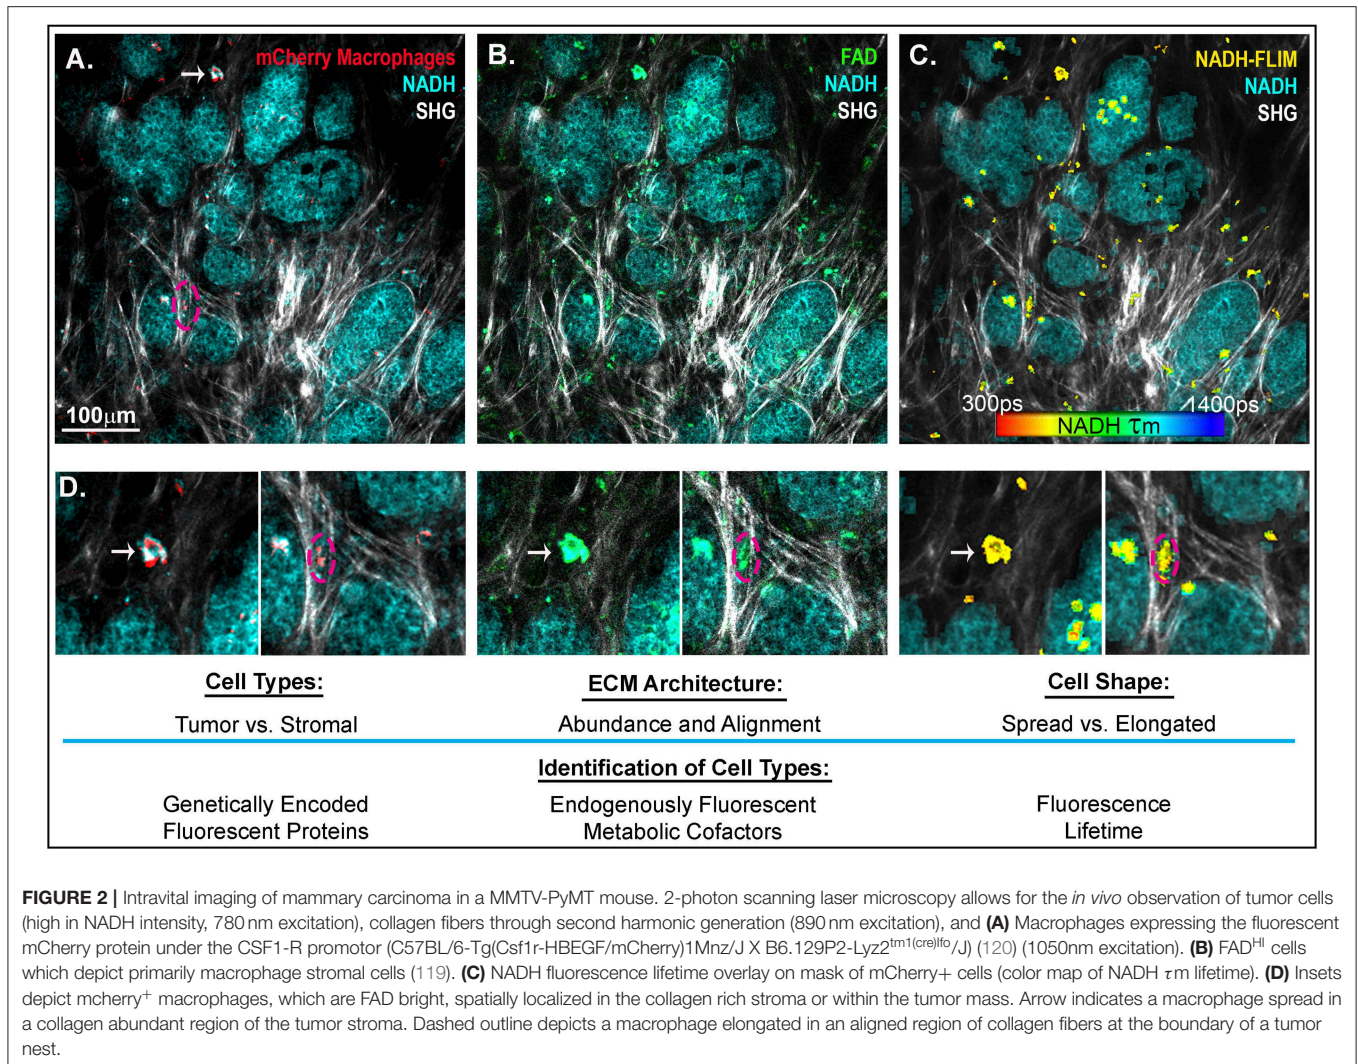 A.
mCherry Macrophages
NADH
SHG
100µm
B.
FAD
NADH
SHG
C.
NADH-FLIM
NADH
SHG
300ps
1400ps
NADH τm
D.
Cell Types:
Tumor vs. Stromal
ECM Architecture:
Abundance and Alignment
Cell Shape:
Spread vs. Elongated
Identification of Cell Types:
Genetically Encoded
Fluorescent Proteins
Endogenously Fluorescent
Metabolic Cofactors
Fluorescence
Lifetime
FIGURE 2 | Intravital imaging of mammary carcinoma in a MMTV-PyMT mouse. 2-photon scanning laser microscopy allows for the in vivo observation of tumor cells
(high in NADH intensity, 780 nm excitation), collagen fibers through second harmonic generation (890 nm excitation), and (A) Macrophages expressing the fluorescent
mCherry protein under the CSF1-R promotor (C57BL/6-Tg(Csf1r-HBEGF/mCherry)1Mnz/J X B6.129P2-Lyz2tm1(cre)lfo/J) (120) (1050nm excitation). (B) FADHI cells
which depict primarily macrophage stromal cells (119). (C) NADH fluorescence lifetime overlay on mask of mCherry+ cells (color map of NADH τm lifetime). (D) Insets
depict mcherry+ macrophages, which are FAD bright, spatially localized in the collagen rich stroma or within the tumor mass. Arrow indicates a macrophage spread in
a collagen abundant region of the tumor stroma. Dashed outline depicts a macrophage elongated in an aligned region of collagen fibers at the boundary of a tumor
nest.